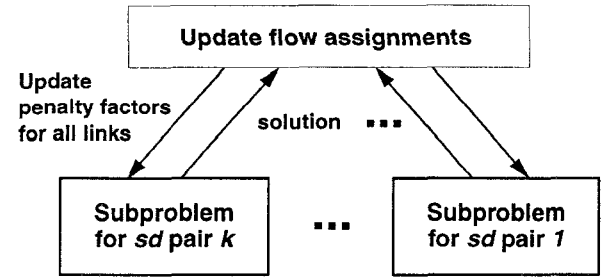 Update flow assignments
Update
penalty factors
for all links
solution
Subproblem
for sd pair k
Subproblem
for sd pair 1